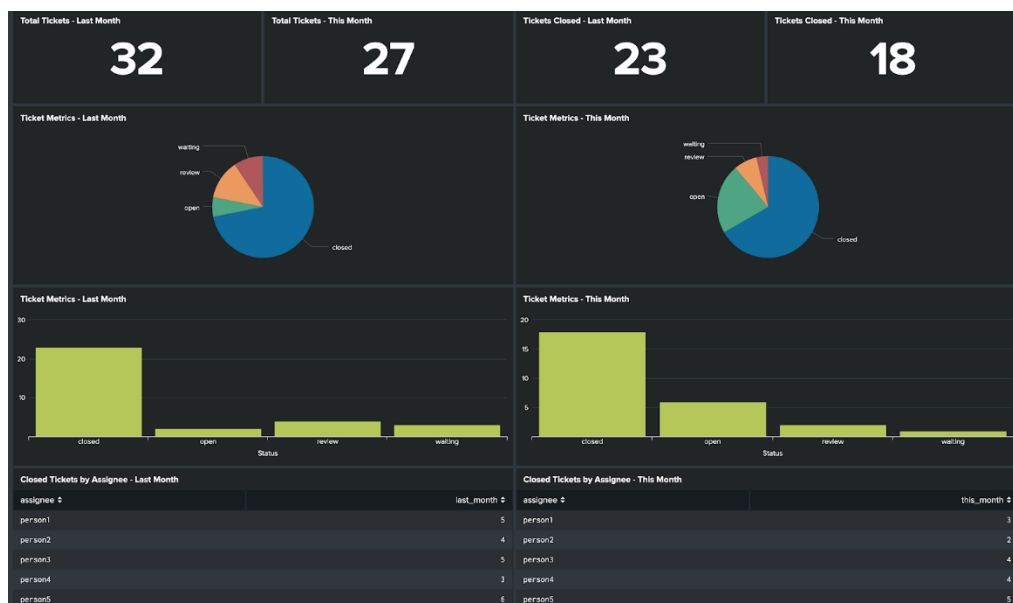 Total Tickets - Last Month
32
Total Tickets - This Month
27
Tickets Closed - Last Month
23
Tickets Closed - This Month
18
Ticket Metrics - Last Month
waiting
review
open
closed
Ticket Metrics - This Month
waiting
review
open
closed
Ticket Metrics - Last Month
30
20
10
closed open review waiting
Status
Ticket Metrics - This Month
20
15
10
5
closed open review waiting
Status
Closed Tickets by Assignee - Last Month
assignee last_month
person1 5
person2 4
person3 5
person4 3
person5 6
Closed Tickets by Assignee - This Month
assignee this_month
person1 3
person2 2
person3 4
person4 4
person5 5